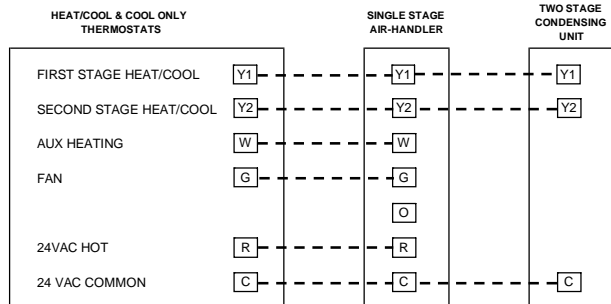 HEAT/COOL & COOL ONLY
THERMOSTATS
SINGLE STAGE
AIR-HANDLER
TWO STAGE
CONDENSING
UNIT
FIRST STAGE HEAT/COOL Y1 Y1 Y1
SECOND STAGE HEAT/COOL Y2 Y2 Y2
AUX HEATING W W
FAN G G
O
24VAC HOT R R
24 VAC COMMON C C C